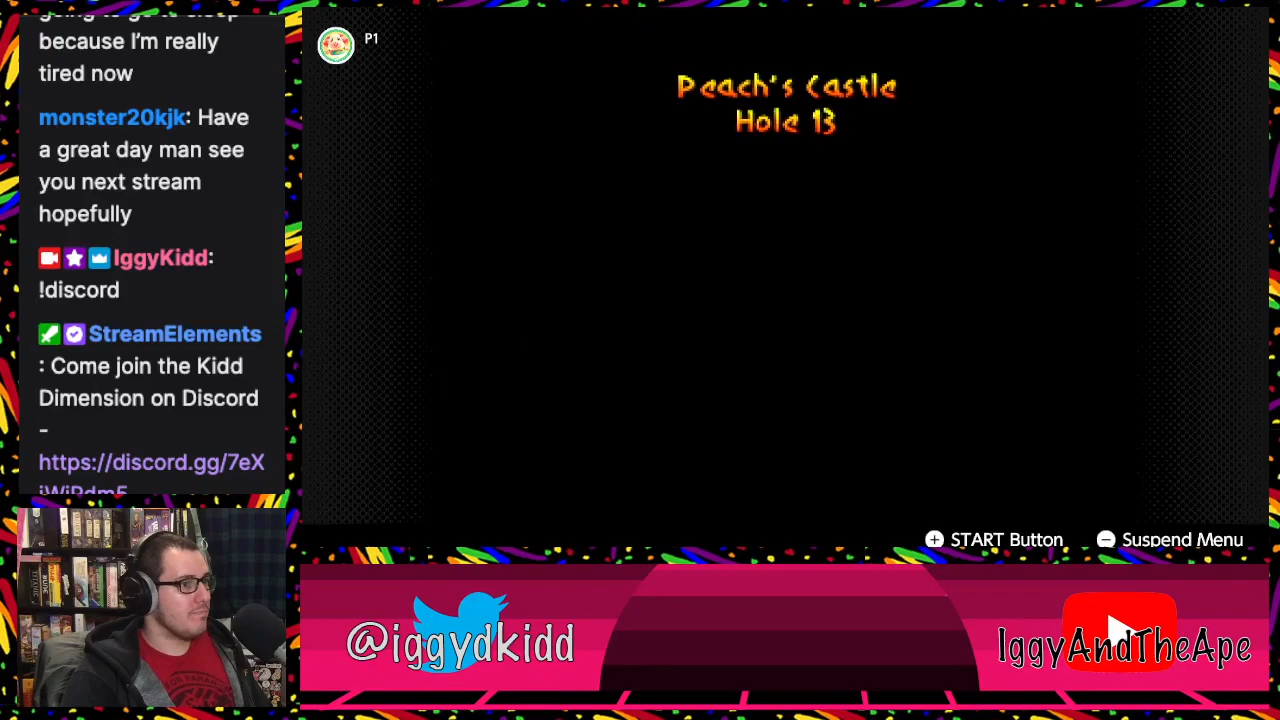 because I'm really
tired now
monster20kjk: Have
a great day man see
you next stream
hopefully
IggyKidd:
!discord
StreamElements
: Come join the Kidd
Dimension on Discord
-
https://discord.gg/7eX
P1
Peach's Castle
Hole 13
+ START Button
- Suspend Menu
@iggydkidd
IggyAndTheApe